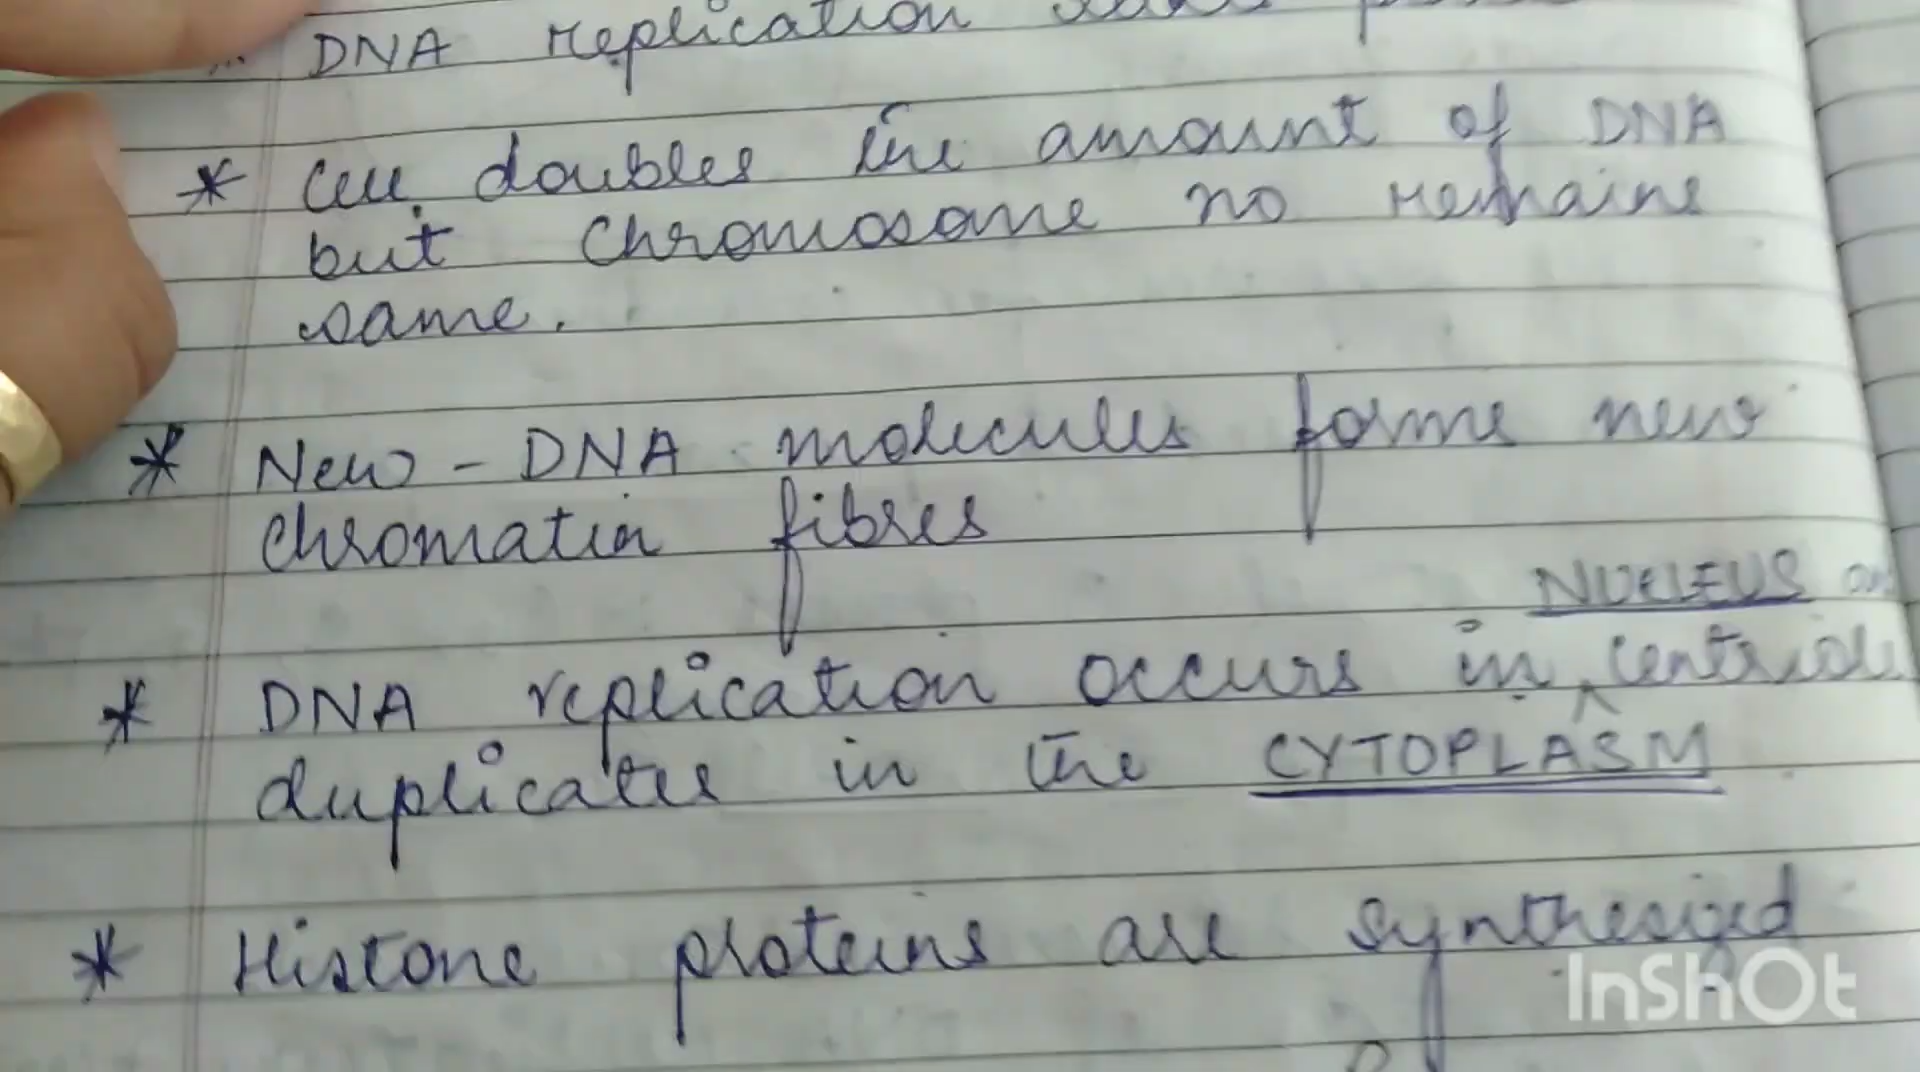 DNA replication
* Cell doubles the amount of DNA
but chromosome no remains
same.
* New - DNA molecules forms new
chromatin fibres
NUCLEUS
* DNA replication occurs in ^ centriole
duplicates in the CYTOPLASM
* Histone proteins are synthesized
InShOt